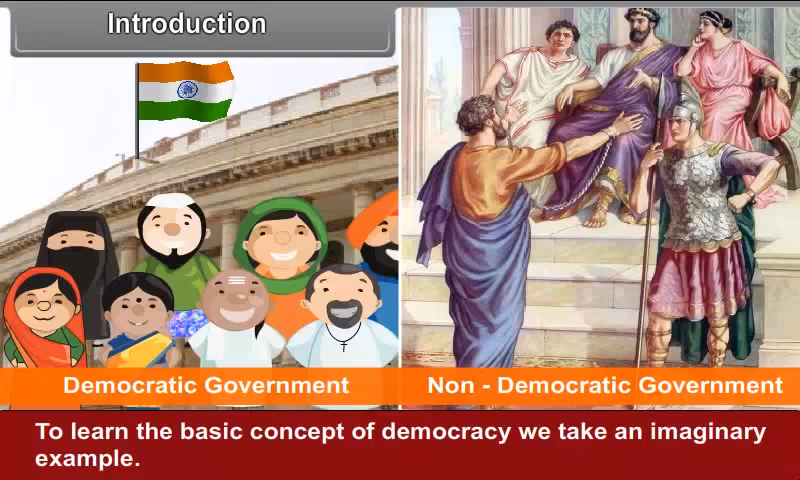 Introduction
Democratic Government
Non - Democratic Government
To learn the basic concept of democracy we take an imaginary
example.